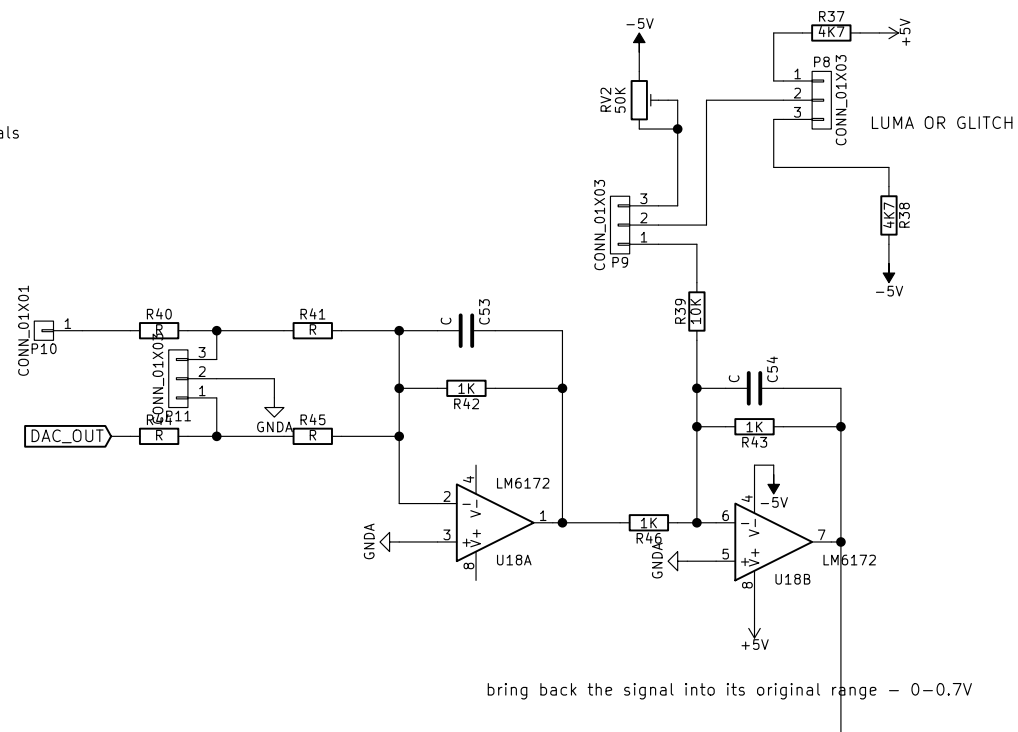 R37
4K7
+5V
-5V
P8
1
2
3
CONN_01X03
RV2
50K
LUMA OR GLITCH
als
CONN_01X03
3
2
1
P9
4K7
R38
-5V
R39
10K
CONN_01X01
1
P10
R40
R
R41
R
C
C53
CONN_01X03
3
2
1
P11
GNDA
1K
R42
C
C54
1K
R43
R44
R
DAC_OUT
R45
R
4
LM6172
2
3
V-
V+
1
8
U18A
GNDA
1K
R46
GNDA
4
-5V
6
5
V-
V+
7
8
LM6172
U18B
+5V
bring back the signal into its original range - 0-0.7V